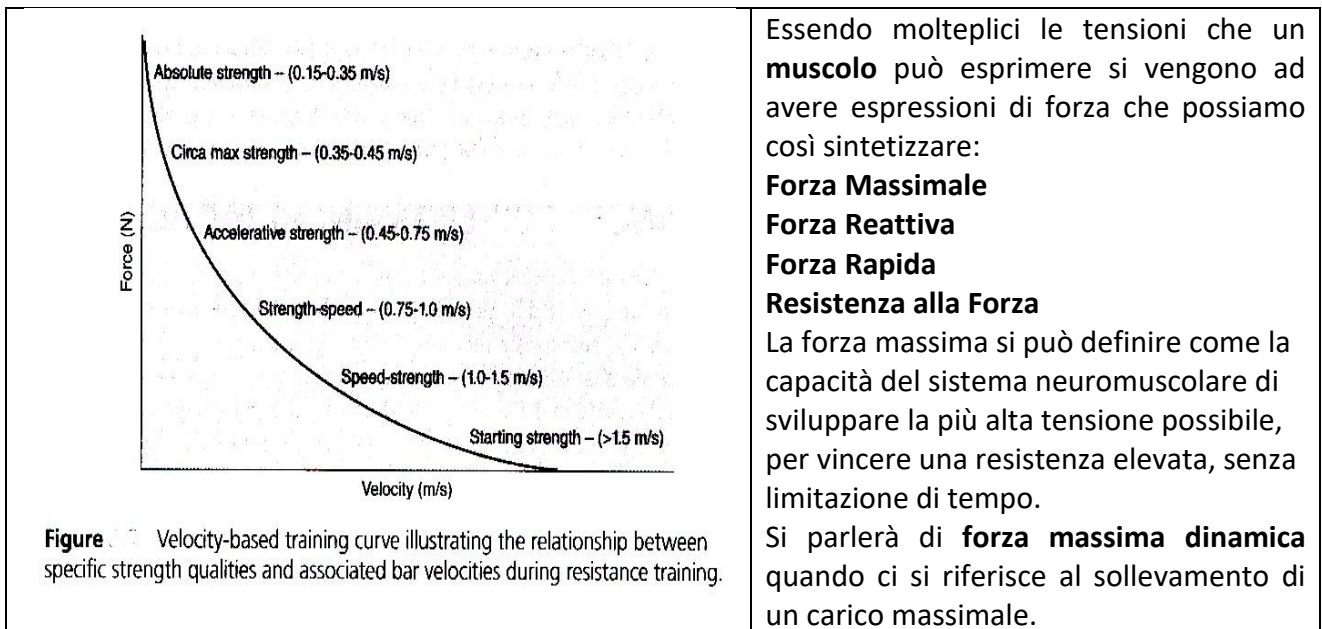 Absolute strength – (0.15-0.35 m/s)
Circa max strength – (0.35-0.45 m/s)
Accelerative strength – (0.45-0.75 m/s)
Strength-speed – (0.75-1.0 m/s)
Speed-strength – (1.0-1.5 m/s)
Starting strength – (>1.5 m/s)
Force (N)
Velocity (m/s)
Figure Velocity-based training curve illustrating the relationship between
specific strength qualities and associated bar velocities during resistance training.
Essendo molteplici le tensioni che un
muscolo può esprimere si vengono ad
avere espressioni di forza che possiamo
così sintetizzare:
Forza Massimale
Forza Reattiva
Forza Rapida
Resistenza alla Forza
La forza massima si può definire come la
capacità del sistema neuromuscolare di
sviluppare la più alta tensione possibile,
per vincere una resistenza elevata, senza
limitazione di tempo.
Si parlerà di forza massima dinamica
quando ci si riferisce al sollevamento di
un carico massimale.